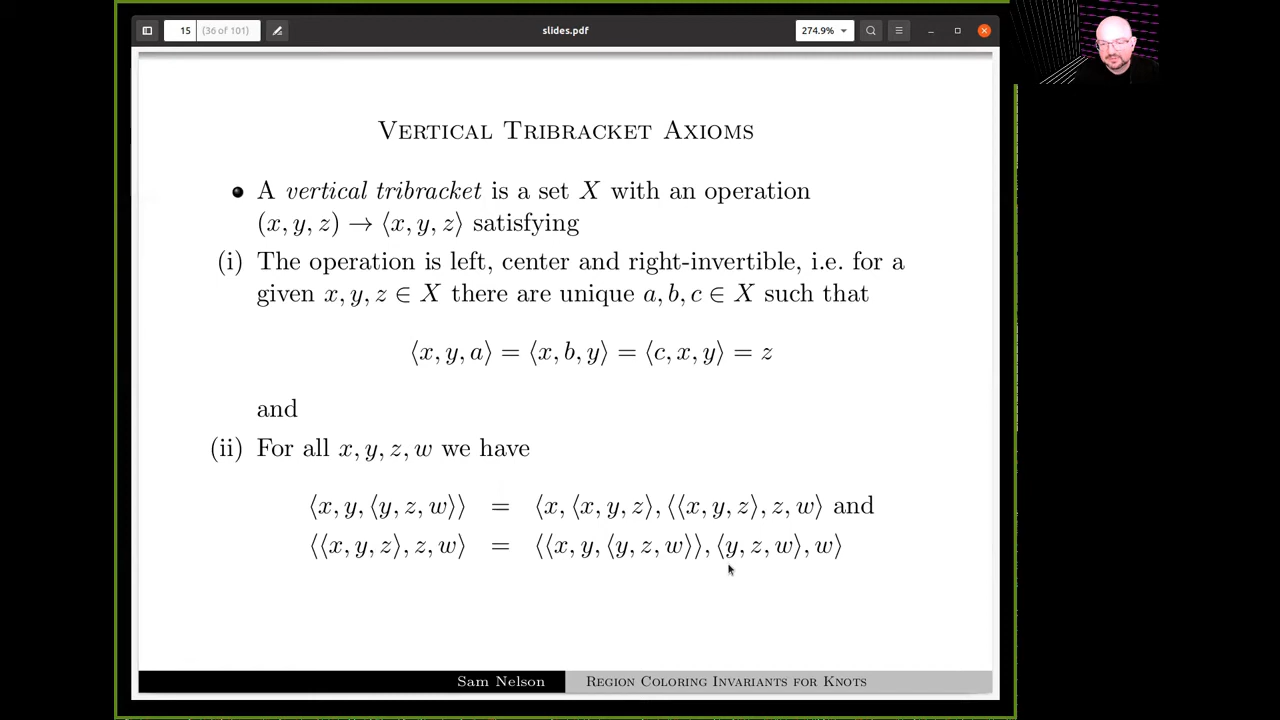 15 (36 of 101) slides.pdf 274.9%
Vertical Tribracket Axioms
• A vertical tribracket is a set X with an operation
(x, y, z) → ⟨x, y, z⟩ satisfying
(i) The operation is left, center and right-invertible, i.e. for a
given x, y, z ∈ X there are unique a, b, c ∈ X such that
⟨x, y, a⟩ = ⟨x, b, y⟩ = ⟨c, x, y⟩ = z
and
(ii) For all x, y, z, w we have
⟨x, y, ⟨y, z, w⟩⟩ = ⟨x, ⟨x, y, z⟩, ⟨⟨x, y, z⟩, z, w⟩ and
⟨⟨x, y, z⟩, z, w⟩ = ⟨⟨x, y, ⟨y, z, w⟩⟩, ⟨y, z, w⟩, w⟩
Sam Nelson Region Coloring Invariants for Knots